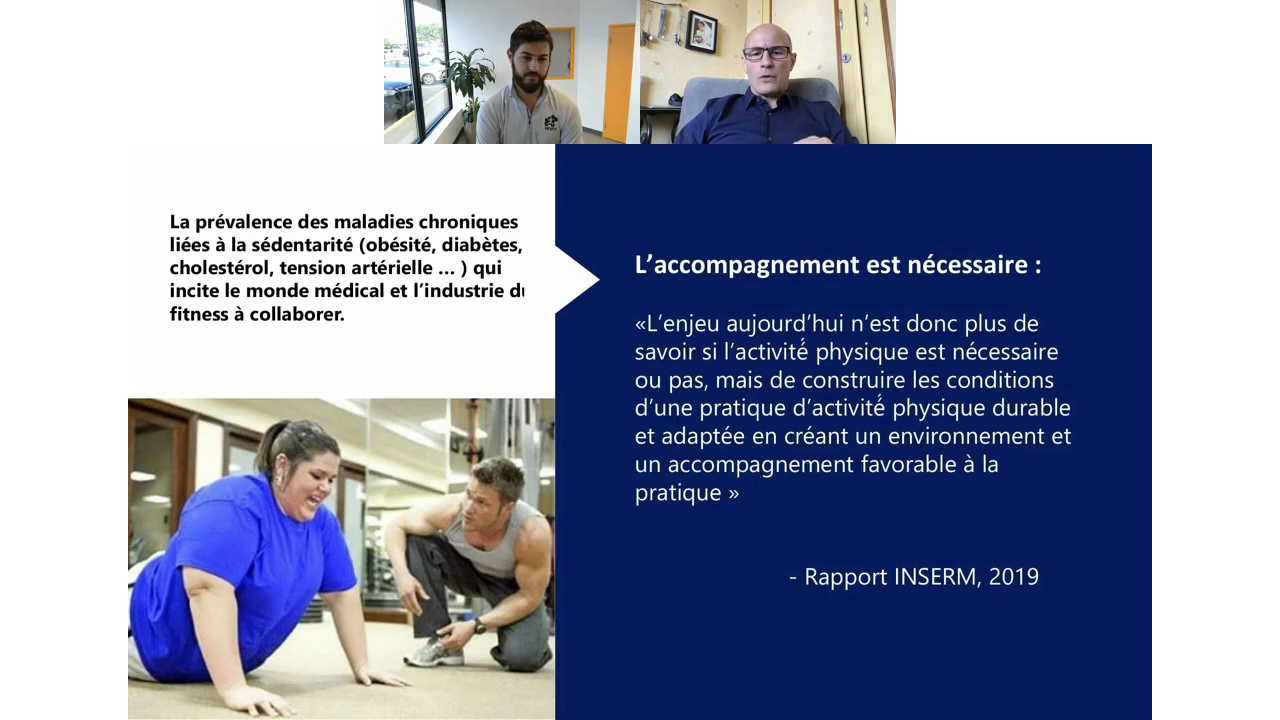 La prévalence des maladies chroniques
liées à la sédentarité (obésité, diabètes,
cholestérol, tension artérielle ... ) qui
incite le monde médical et l'industrie du
fitness à collaborer.
L'accompagnement est nécessaire :
«L'enjeu aujourd'hui n'est donc plus de
savoir si l'activité́ physique est nécessaire
ou pas, mais de construire les conditions
d'une pratique d'activité́ physique durable
et adaptée en créant un environnement et
un accompagnement favorable à la
pratique »
- Rapport INSERM, 2019